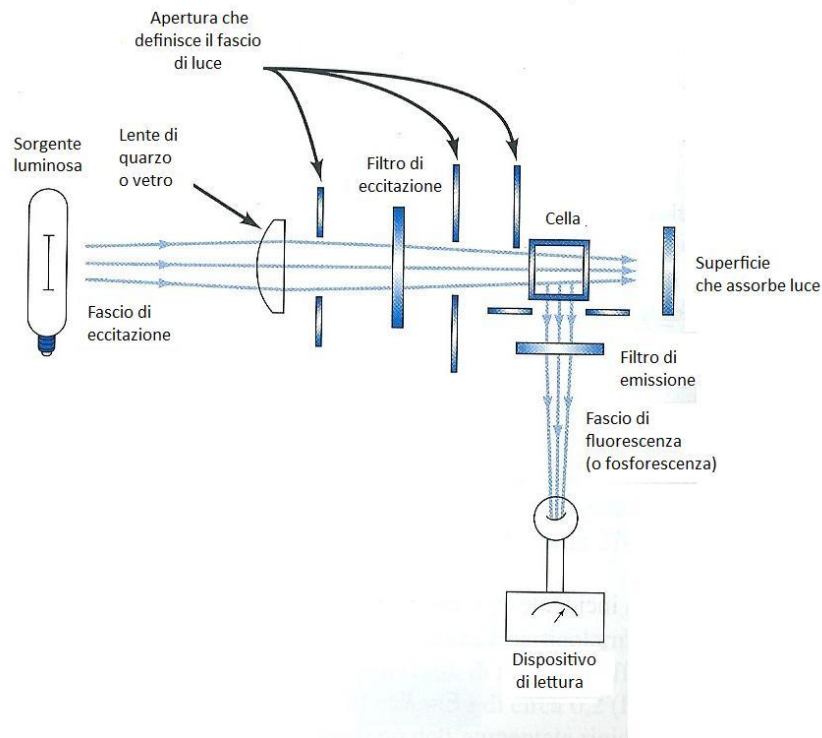 Apertura che
definisce il fascio
di luce
Lente di
quarzo
o vetro
Sorgente
luminosa
Filtro di
eccitazione
Cella
Superficie
che assorbe luce
Fascio di
eccitazione
Filtro di
emissione
Fascio di
fluorescenza
(o fosforescenza)
Dispositivo
di lettura